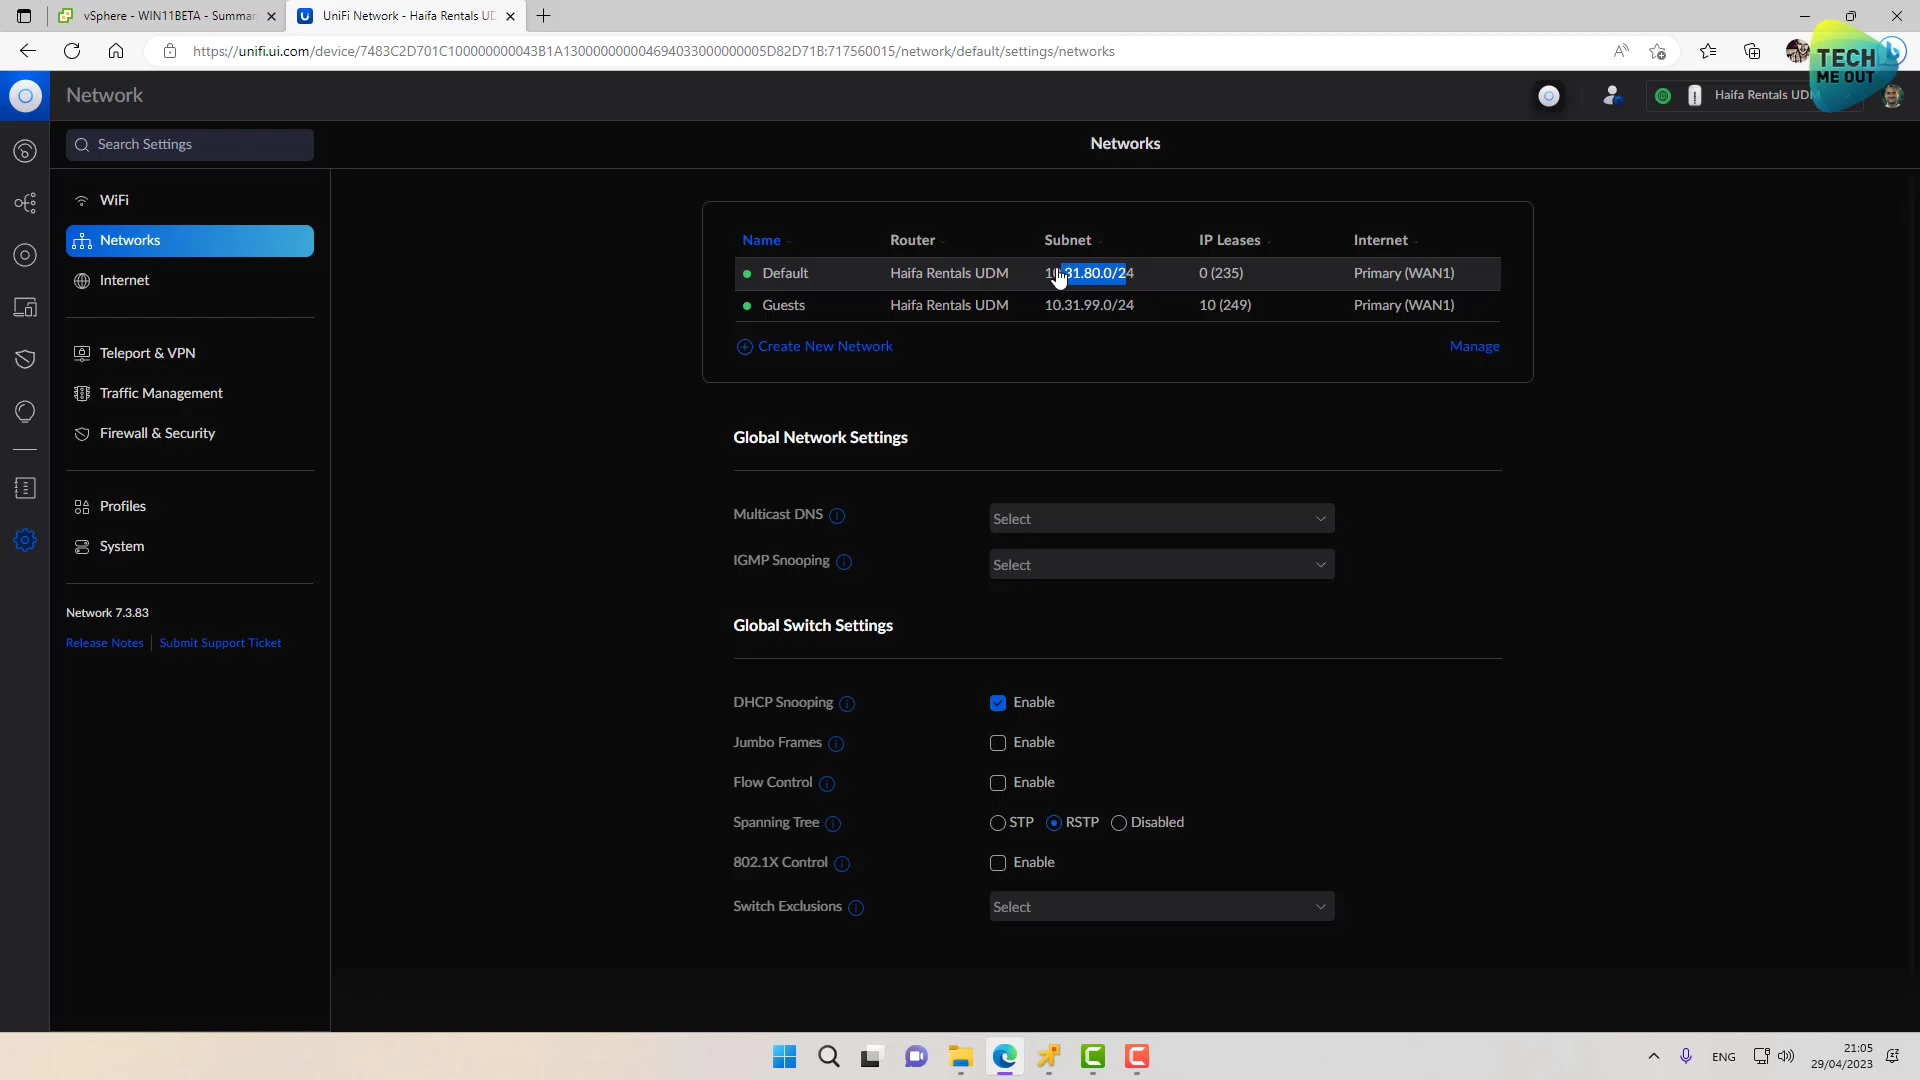 vSphere - WIN11BETA - Summar
UniFi Network - Haifa Rentals UD
https://unifi.ui.com/device/7483C2D701C100000000043B1A130000000004694033000000005D82D71B:717560015/network/default/settings/networks
TECH
ME OUT
Network
Haifa Rentals UDM
Search Settings
Networks
WiFi
Networks
Internet
Teleport & VPN
Traffic Management
Firewall & Security
Profiles
System
Network 7.3.83
Release Notes
Submit Support Ticket
Name Router Subnet IP Leases Internet
Default Haifa Rentals UDM 10.31.80.0/24 0 (235) Primary (WAN1)
Guests Haifa Rentals UDM 10.31.99.0/24 10 (249) Primary (WAN1)
Create New Network Manage
Global Network Settings
Multicast DNS Select
IGMP Snooping Select
Global Switch Settings
DHCP Snooping Enable
Jumbo Frames Enable
Flow Control Enable
Spanning Tree STP RSTP Disabled
802.1X Control Enable
Switch Exclusions Select
ENG
21:05
29/04/2023